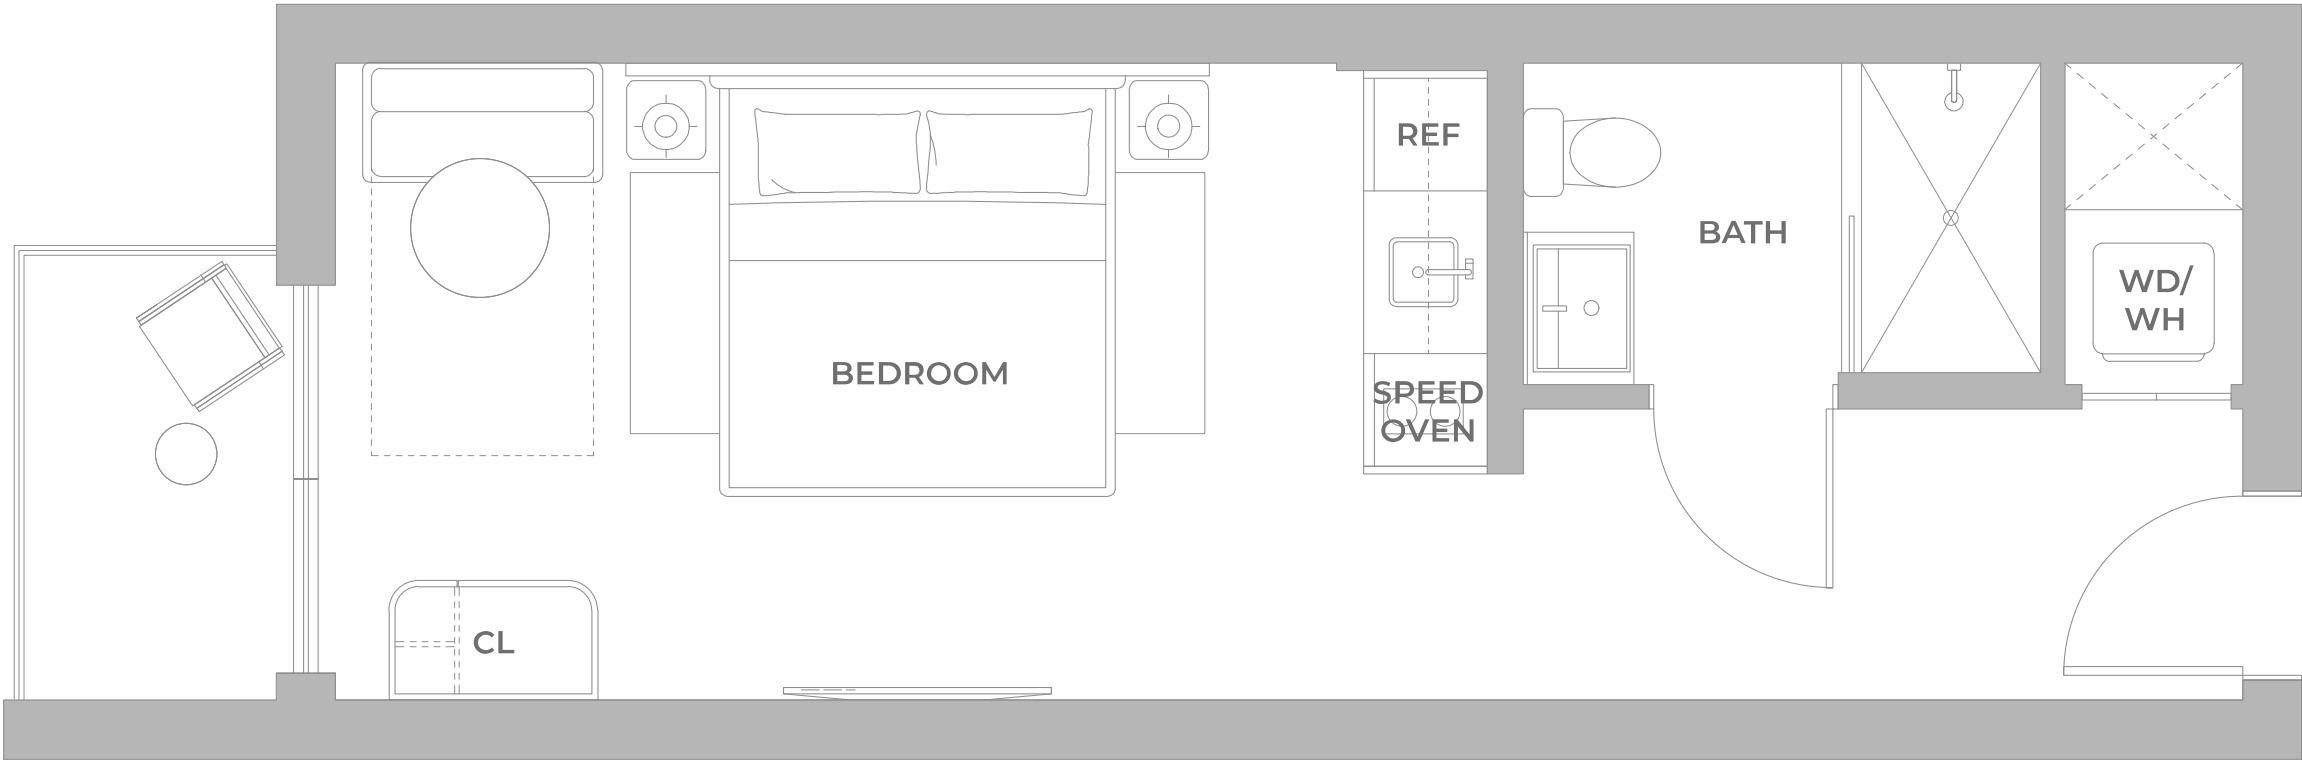 REF
BATH
WD/
WH
BEDROOM
SPEED
OVEN
CL